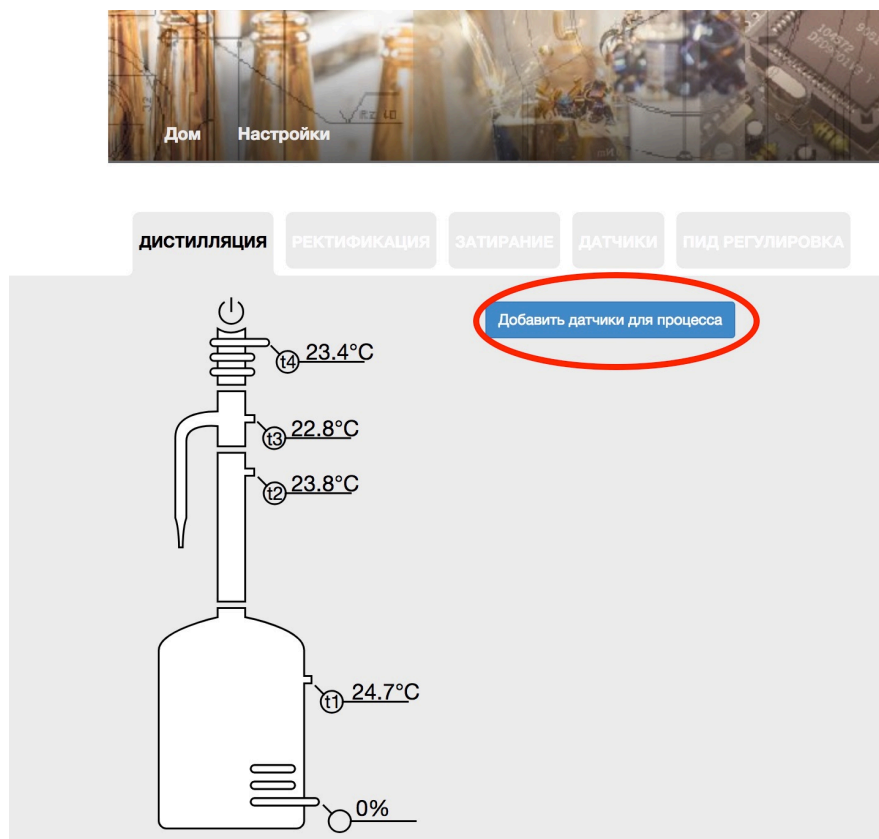 Дом Настройки
ДИСТИЛЛЯЦИЯ РЕКТИФИКАЦИЯ ЗАТИРАНИЕ ДАТЧИКИ ПИД РЕГУЛИРОВКА
Добавить датчики для процесса
t4 23.4°C
t3 22.8°C
t2 23.8°C
t1 24.7°C
0%